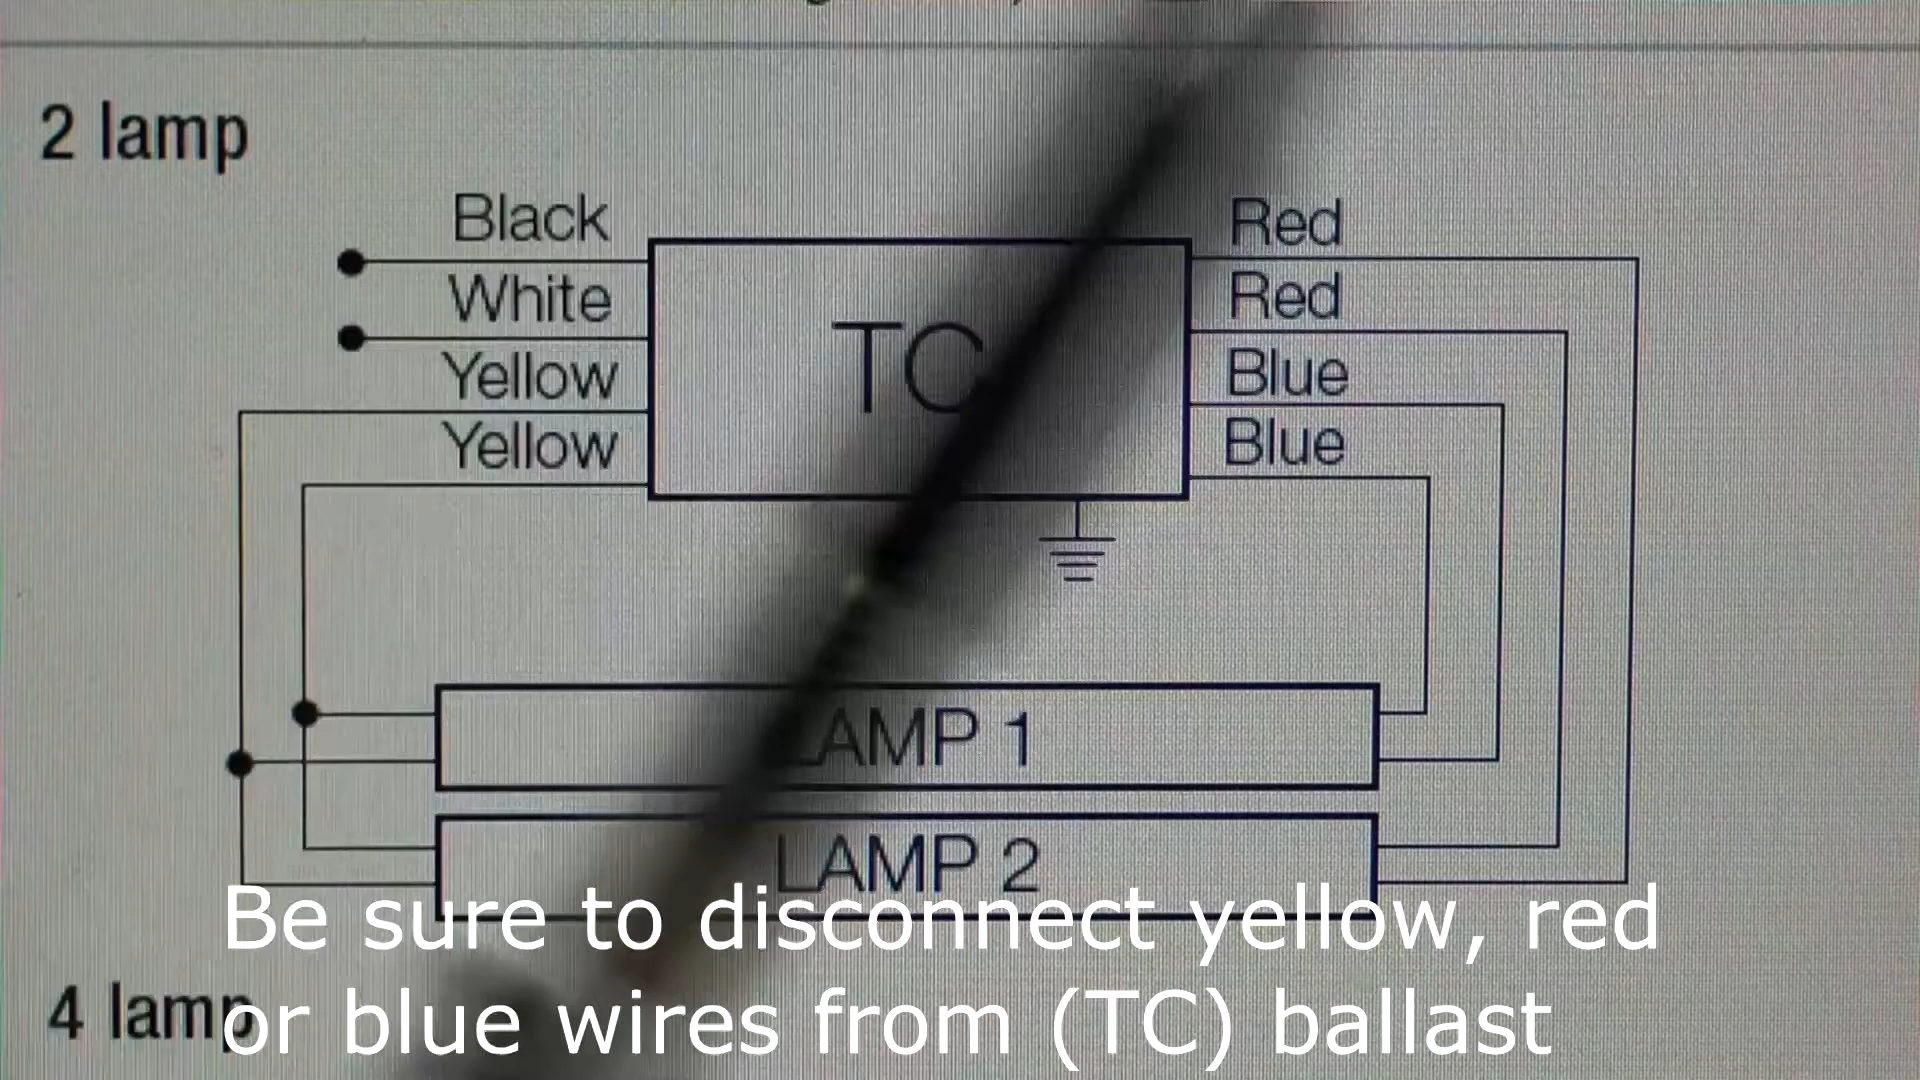 2 lamp
Black
White
Yellow
Yellow
TC
Red
Red
Blue
Blue
LAMP 1
LAMP 2
4 lamp
Be sure to disconnect yellow, red
or blue wires from (TC) ballast